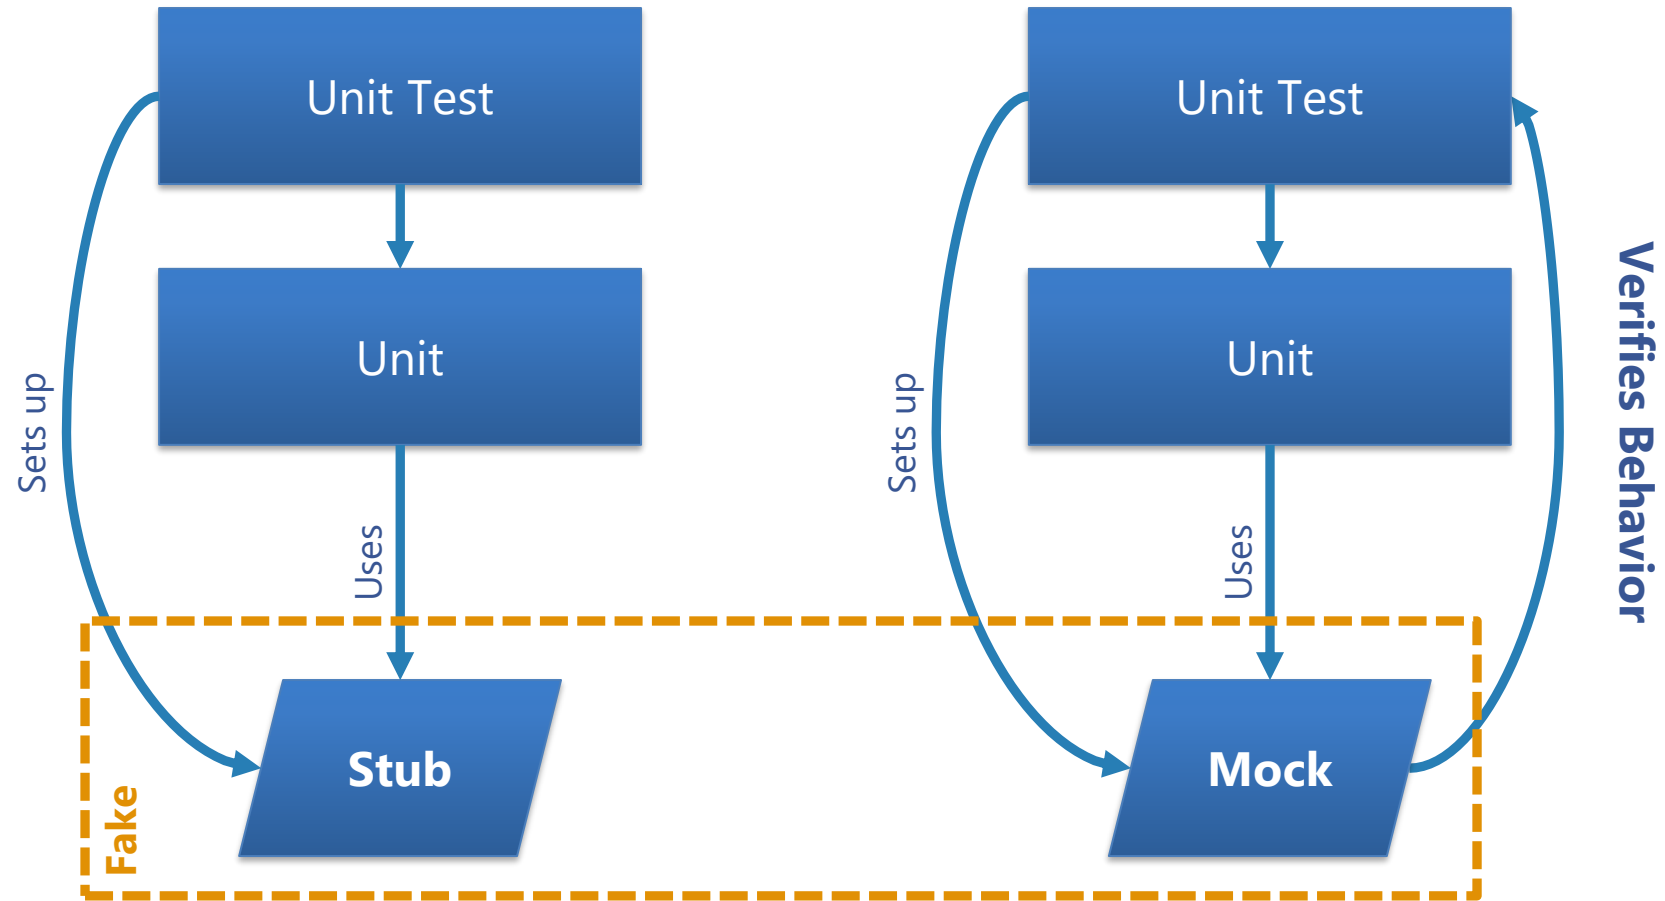 Unit Test
Unit
Sets up
Uses
Stub
Fake
Unit Test
Unit
Sets up
Uses
Mock
Verifies Behavior